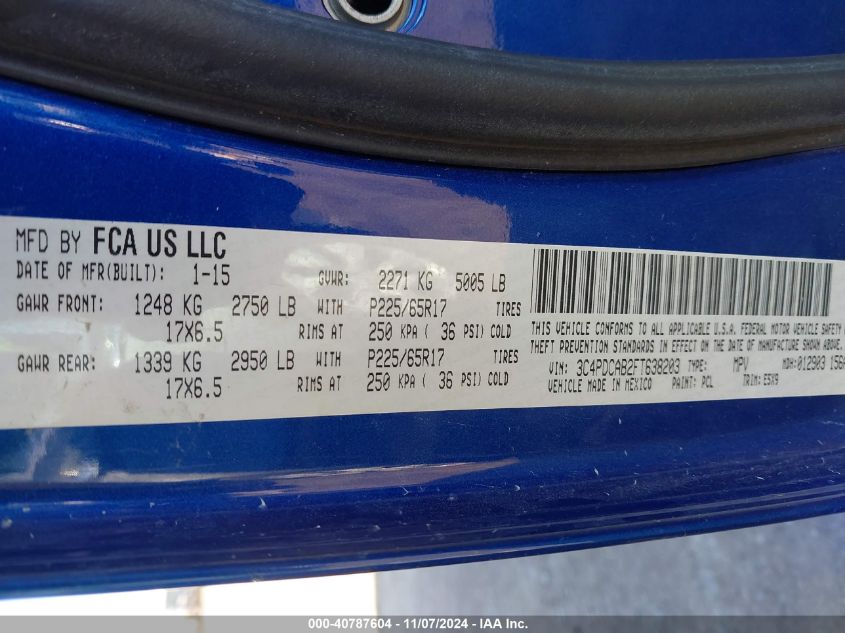 MFD BY FCA US LLC
DATE OF MFR(BUILT): 1-15 GVWR: 2271 KG 5005 LB
GAWR FRONT: 1248 KG 2750 LB WITH P225/65R17 TIRES
17X6.5 RIMS AT 250 KPA ( 36 PSI) COLD
GAWR REAR: 1339 KG 2950 LB WITH P225/65R17 TIRES
17X6.5 RIMS AT 250 KPA ( 36 PSI) COLD
THIS VEHICLE CONFORMS TO ALL APPLICABLE U.S.A. FEDERAL MOTOR VEHICLE
THEFT PREVENTION STANDARDS IN EFFECT ON THE DATE OF MANUFACTURE SHOWN ABOVE.
VIN: 3C4PDCAB2FT638203 TYPE: MPV MDH: 012903 156
VEHICLE MADE IN MEXICO PAINT: PCL TRIM: E5X9
000-40787604 - 11/07/2024 - IAA Inc.